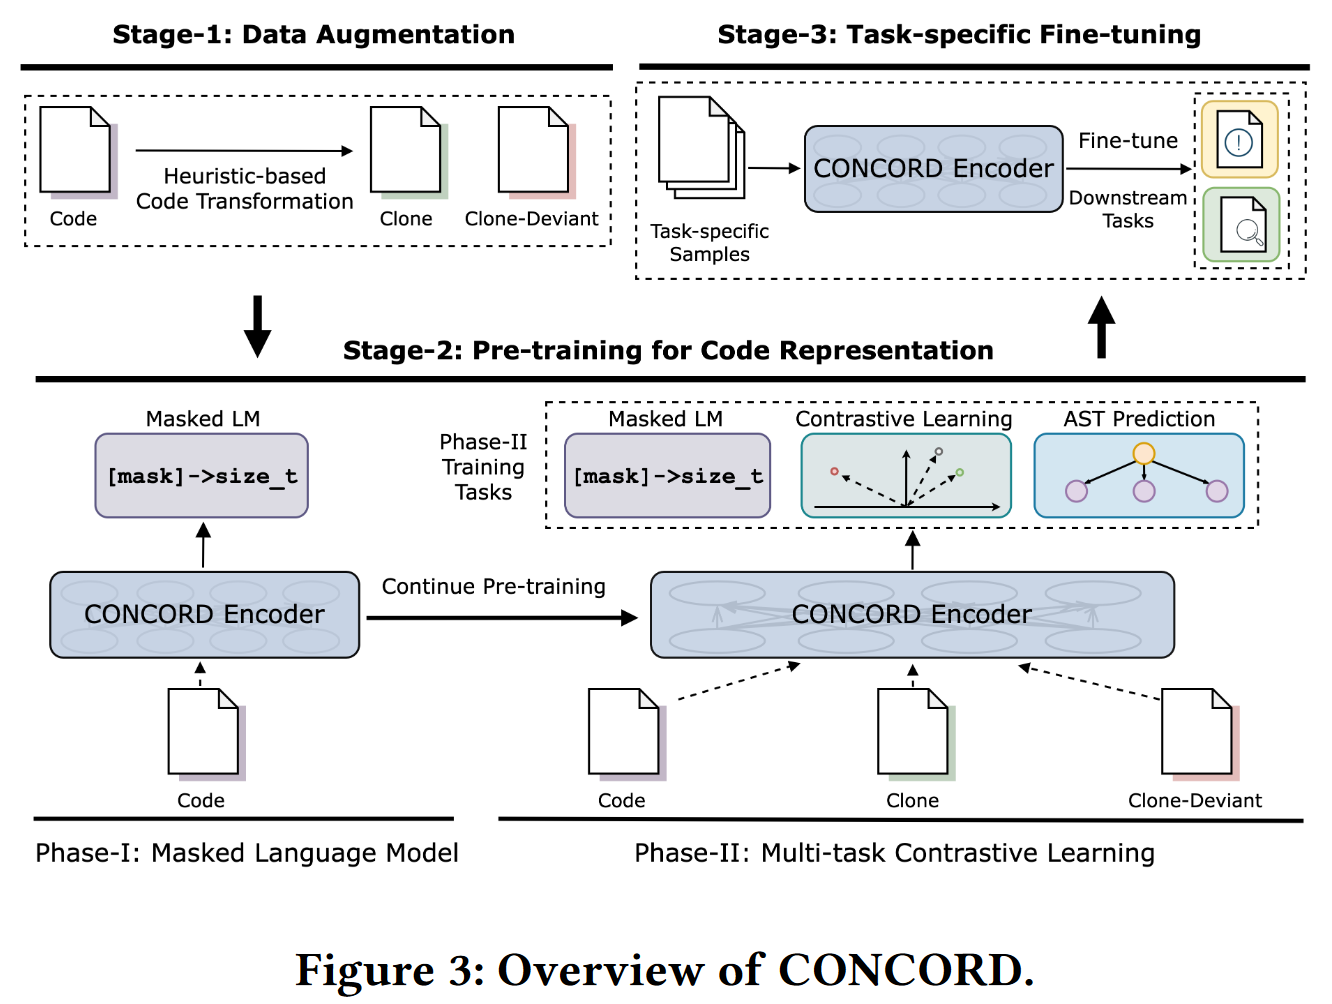 Stage-1: Data Augmentation
Code
Heuristic-based
Code Transformation
Clone
Clone-Deviant
Stage-3: Task-specific Fine-tuning
Task-specific
Samples
CONCORD Encoder
Fine-tune
Downstream
Tasks
Stage-2: Pre-training for Code Representation
Masked LM
[mask]->size_t
CONCORD Encoder
Code
Phase-I: Masked Language Model
Continue Pre-training
Phase-II
Training
Tasks
Masked LM
[mask]->size_t
Contrastive Learning
AST Prediction
CONCORD Encoder
Code
Clone
Clone-Deviant
Phase-II: Multi-task Contrastive Learning
Figure 3: Overview of CONCORD.